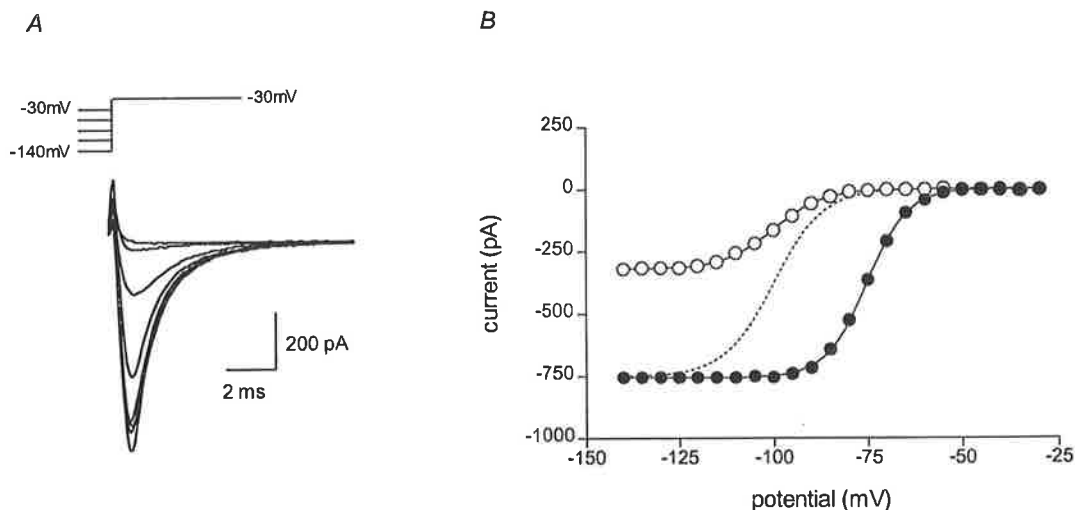 A
-30mV
-30mV
-140mV
200 pA
2 ms
B
250
0
-250
-500
-750
-1000
current (pA)
-150
-125
-100
-75
-50
-25
potential (mV)